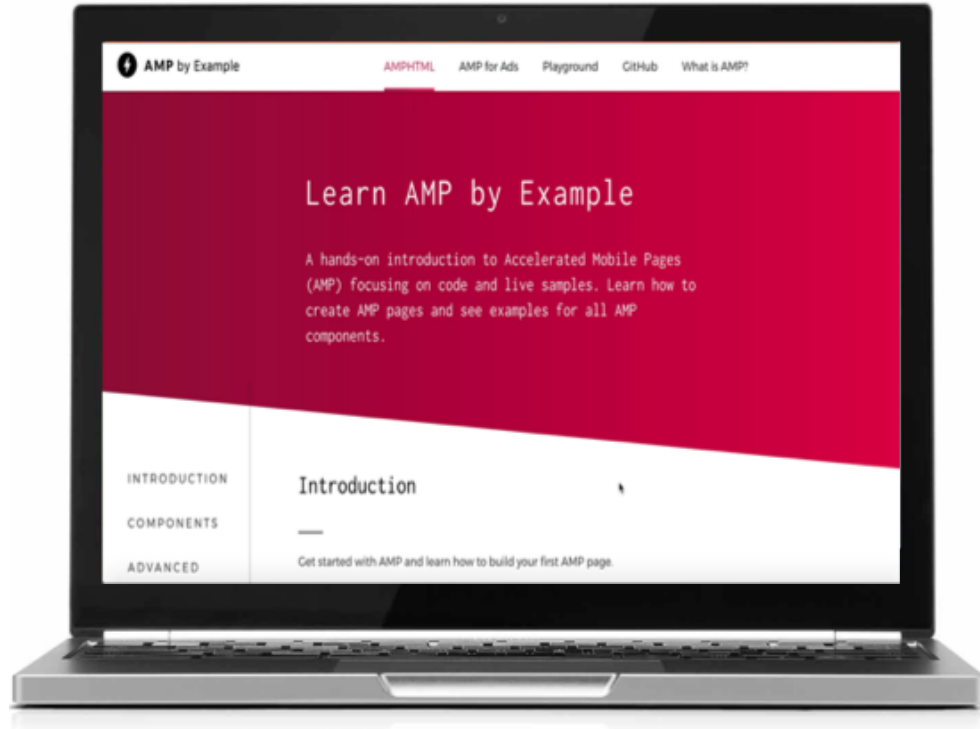 AMP by Example
AMPHTML AMP for Ads Playground GitHub What is AMP?
Learn AMP by Example
A hands-on introduction to Accelerated Mobile Pages
(AMP) focusing on code and live samples. Learn how to
create AMP pages and see examples for all AMP
components.
INTRODUCTION
COMPONENTS
ADVANCED
Introduction
Get started with AMP and learn how to build your first AMP page.